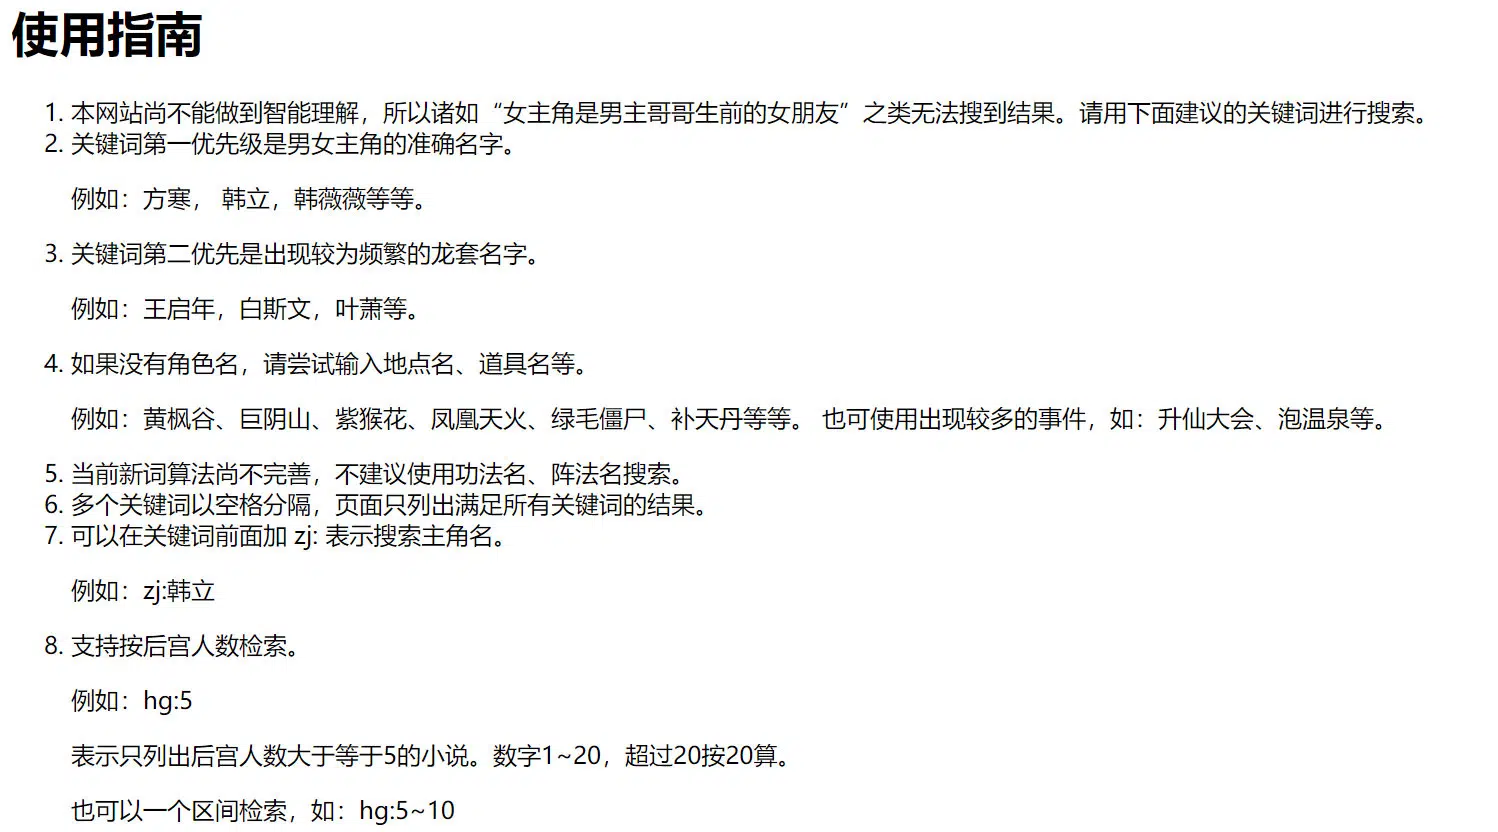 使用指南
1. 本网站尚不能做到智能理解，所以诸如“女主角是男主哥哥生前的女朋友”之类无法搜到结果。请用下面建议的关键词进行搜索。
2. 关键词第一优先级是男女主角的准确名字。
例如：方寒， 韩立，韩薇薇等等。
3. 关键词第二优先是出现较为频繁的龙套名字。
例如：王启年，白斯文，叶萧等。
4. 如果没有角色名，请尝试输入地点名、道具名等。
例如：黄枫谷、巨阴山、紫猴花、凤凰天火、绿毛僵尸、补天丹等等。 也可使用出现较多的事件，如：升仙大会、泡温泉等。
5. 当前新词算法尚不完善，不建议使用功法名、阵法名搜索。
6. 多个关键词以空格分隔，页面只列出满足所有关键词的结果。
7. 可以在关键词前面加 zj: 表示搜索主角名。
例如：zj:韩立
8. 支持按后宫人数检索。
例如：hg:5
表示只列出后宫人数大于等于5的小说。数字1~20，超过20按20算。
也可以一个区间检索，如：hg:5~10